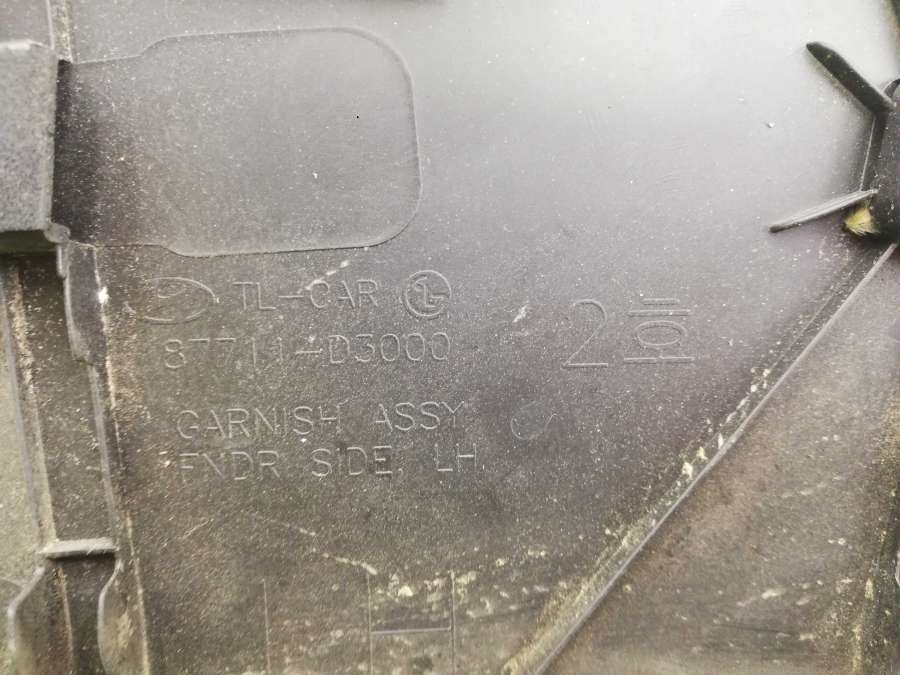 TL-CAR L
87711-D3000
GARNISH ASSY
FNDR SIDE, LH
2 호